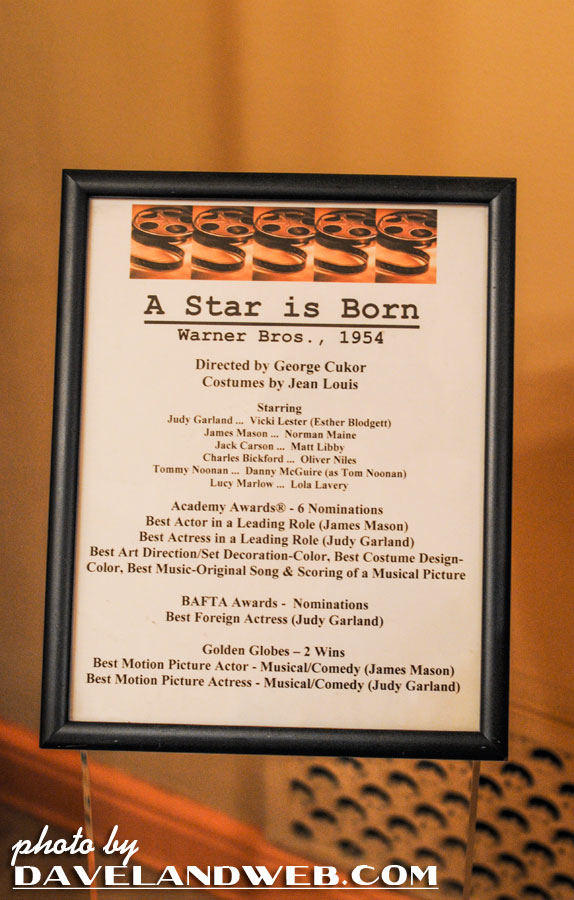 A Star is Born
Warner Bros., 1954
Directed by George Cukor
Costumes by Jean Louis
Starring
Judy Garland ... Vicki Lester (Esther Blodgett)
James Mason ... Norman Maine
Jack Carson ... Matt Libby
Charles Bickford ... Oliver Niles
Tommy Noonan ... Danny McGuire (as Tom Noonan)
Lucy Marlow ... Lola Lavery
Academy Awards® - 6 Nominations
Best Actor in a Leading Role (James Mason)
Best Actress in a Leading Role (Judy Garland)
Best Art Direction/Set Decoration-Color, Best Costume Design-
Color, Best Music-Original Song & Scoring of a Musical Picture
BAFTA Awards - Nominations
Best Foreign Actress (Judy Garland)
Golden Globes – 2 Wins
Best Motion Picture Actor - Musical/Comedy (James Mason)
Best Motion Picture Actress - Musical/Comedy (Judy Garland)
photo by
DAVELANDWEB.COM